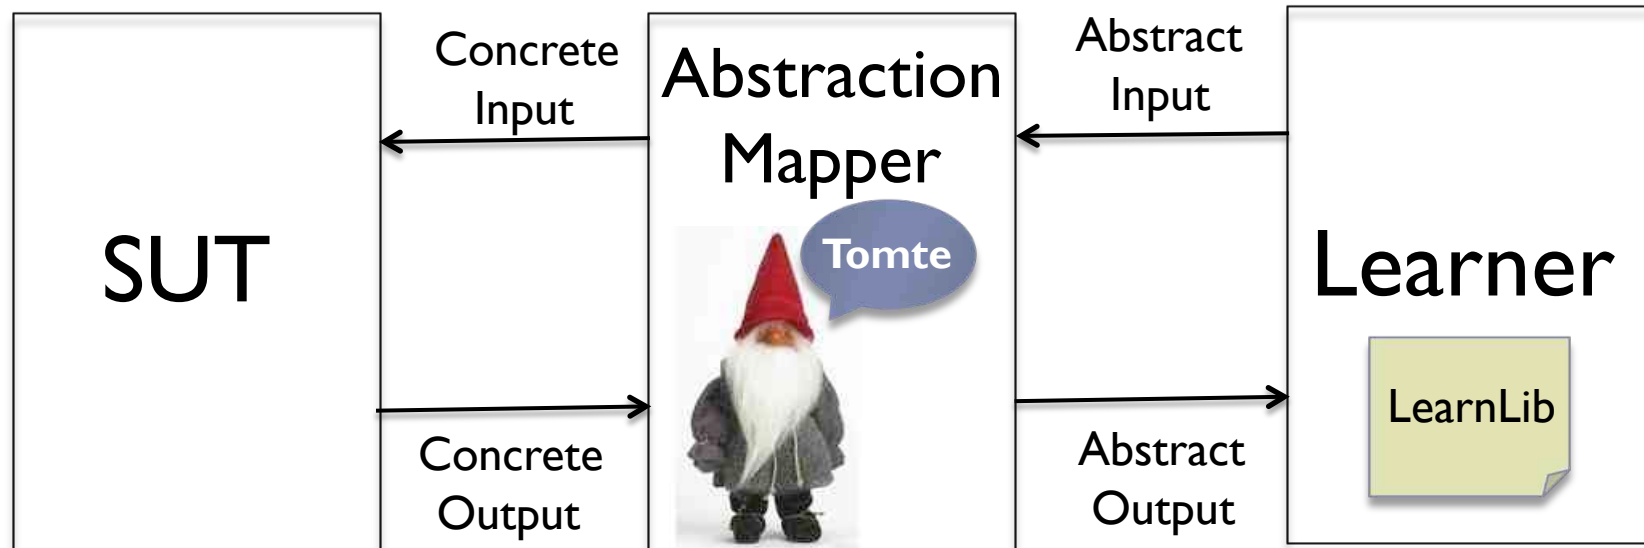 Concrete
Input
Abstraction
Mapper
Abstract
Input
SUT
Tomte
Learner
LearnLib
Concrete
Output
Abstract
Output